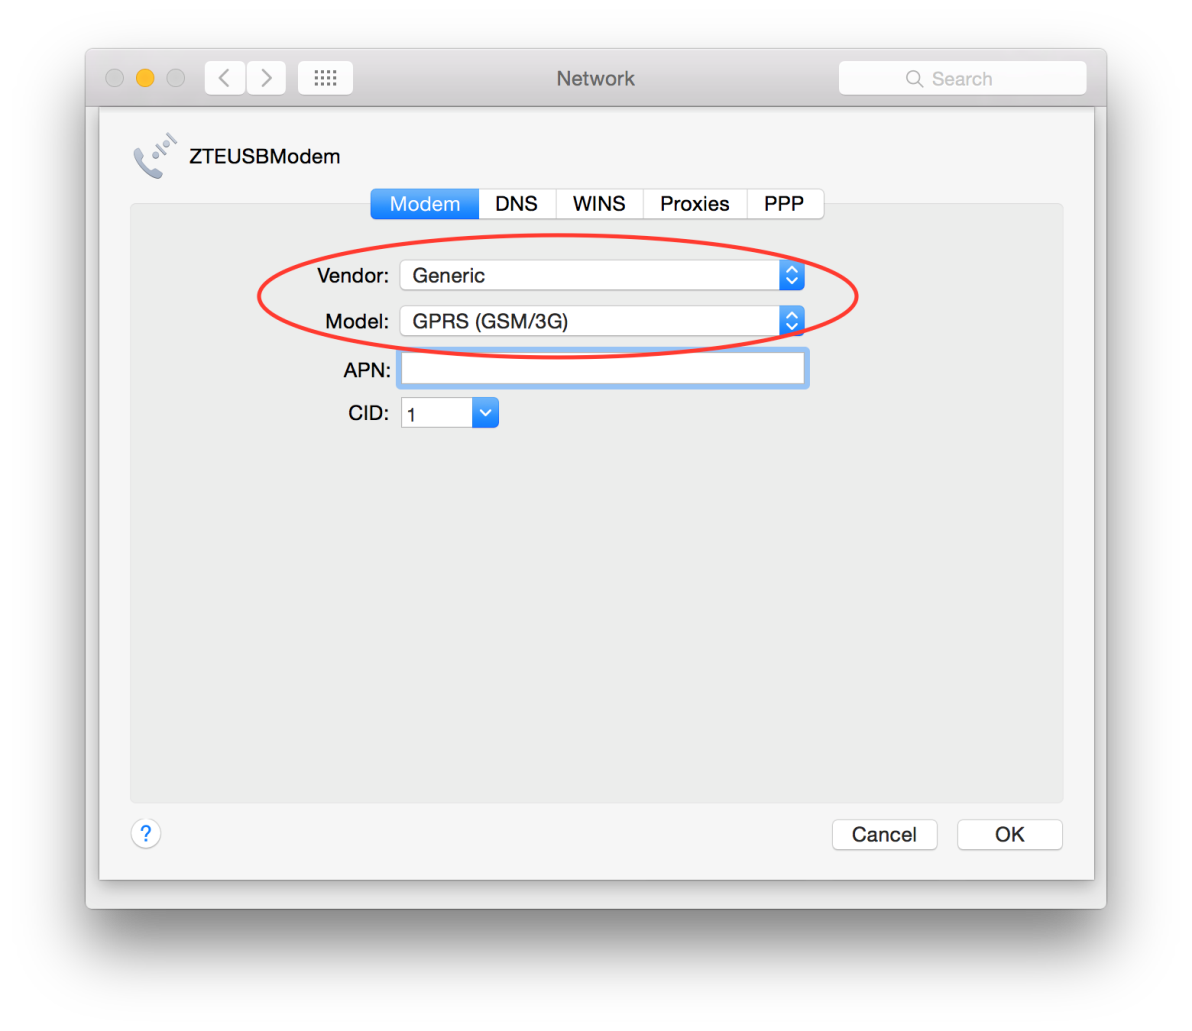 Network
Search
ZTEUSBModem
Modem DNS WINS Proxies PPP
Vendor: Generic
Model: GPRS (GSM/3G)
APN:
CID: 1
? Cancel OK